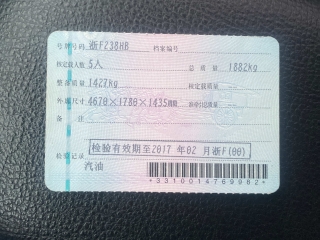 号牌号码 浙FZ38HB 档案编号
核定载人数 5人 总质量 1882kg
整备质量 1427kg 核定载质量 --
外廓尺寸 4670×1780×1435mm 准牵引总质量 --
备注
检验有效期至2017年02月浙F(00)
检验记录
汽油
*3310014769962*